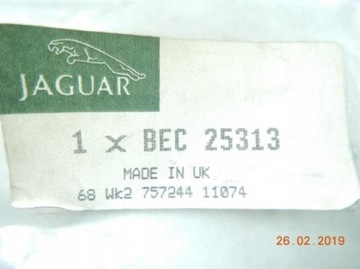 JAGUAR
1 x BEC 25313
MADE IN UK
68 Wk2 757244 11074
26.02.2019